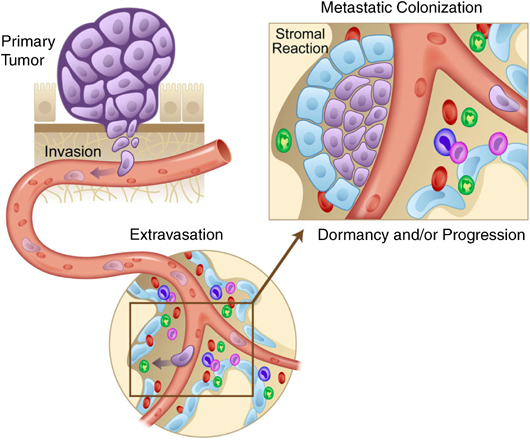 Primary
Tumor
Invasion
Extravasation
Metastatic Colonization
Stromal
Reaction
Dormancy and/or Progression